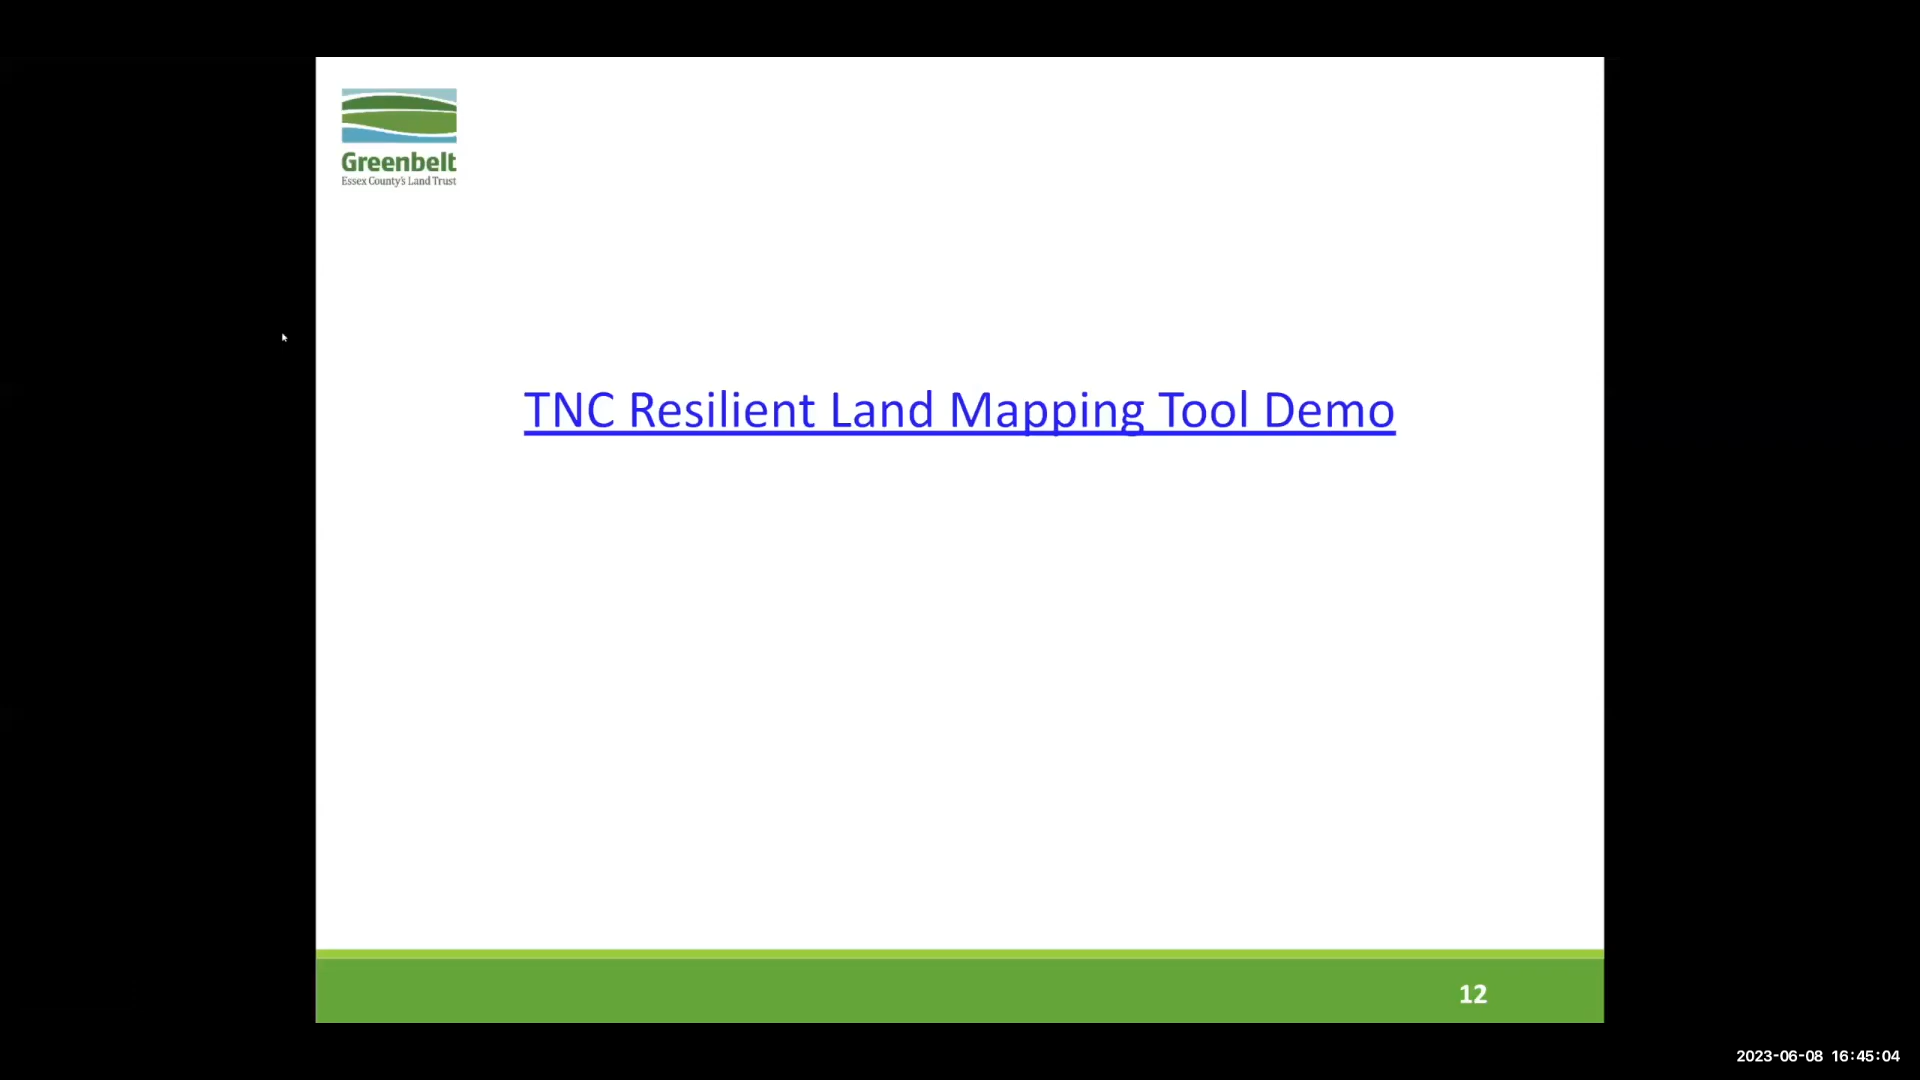 Greenbelt
Essex County's Land Trust
TNC Resilient Land Mapping Tool Demo
12
2023-06-08 16:45:04